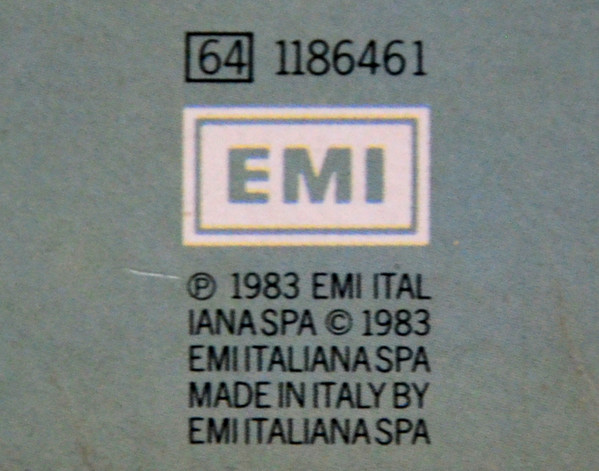 64 1186461
EMI
℗ 1983 EMI ITAL
IANA SPA © 1983
EMI ITALIANA SPA
MADE IN ITALY BY
EMI ITALIANA SPA